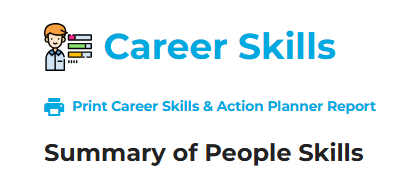 Career Skills
Print Career Skills & Action Planner Report
Summary of People Skills